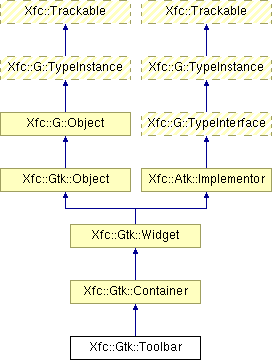 Xfc::Trackable Xfc::Trackable
Xfc::G::TypeInstance Xfc::G::TypeInstance
Xfc::G::Object Xfc::G::TypeInterface
Xfc::Gtk::Object Xfc::Atk::Implementor
Xfc::Gtk::Widget
Xfc::Gtk::Container
Xfc::Gtk::Toolbar